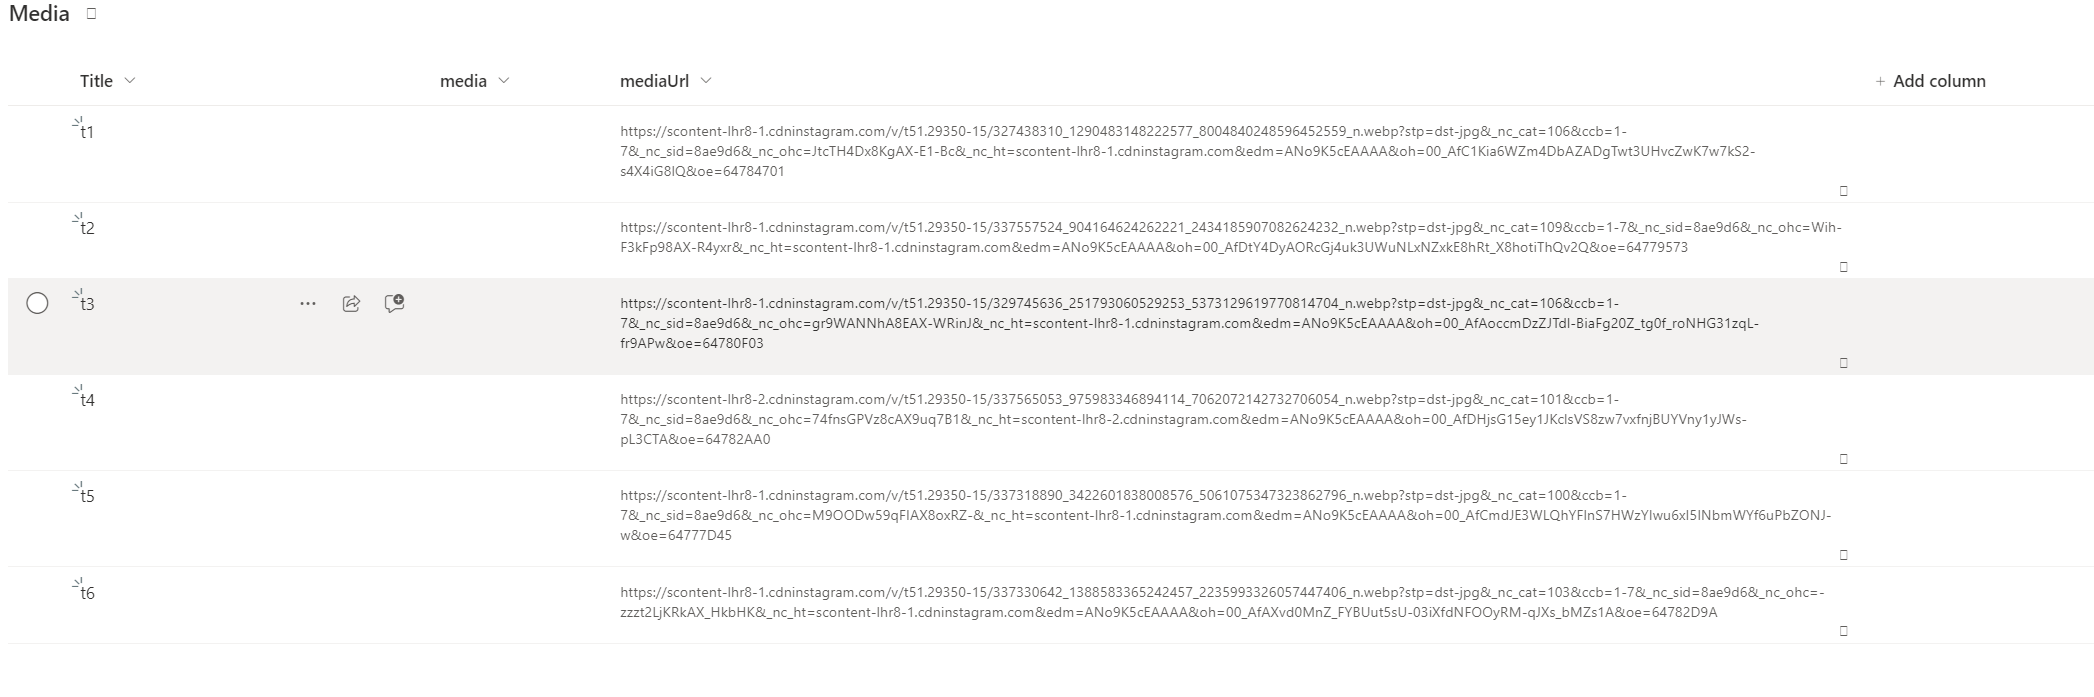 Media
Title media mediaUrl + Add column
t1
https://scontent-lhr8-1.cdninstagram.com/v/t51.29350-15/327438310_1290483148222577_8004840248596452559_n.webp?stp=dst-jpg&_nc_cat=106&ccb=1-
7&_nc_sid=8ae9d6&_nc_ohc=JtcTH4Dx8KgAX-E1-Bc&_nc_ht=scontent-lhr8-1.cdninstagram.com&edm=ANo9K5cEAAAA&oh=00_AfC1Kia6WZm4DbAZADgTwt3UHvcZwK7w7kS2-
s4X4iG8IQ&oe=64784701
t2
https://scontent-lhr8-1.cdninstagram.com/v/t51.29350-15/337557524_904164624262221_2434185907082624232_n.webp?stp=dst-jpg&_nc_cat=109&ccb=1-7&_nc_sid=8ae9d6&_nc_ohc=Wih-
F3kFp98AX-R4yxr&_nc_ht=scontent-lhr8-1.cdninstagram.com&edm=ANo9K5cEAAAA&oh=00_AfDtY4DyAORcGj4uk3UWuNLxNZxkE8hRt_X8hotiThQv2Q&oe=64779573
t3
https://scontent-lhr8-1.cdninstagram.com/v/t51.29350-15/329745636_251793060529253_5373129619770814704_n.webp?stp=dst-jpg&_nc_cat=106&ccb=1-
7&_nc_sid=8ae9d6&_nc_ohc=gr9WANNhA8EAX-WRinJ&_nc_ht=scontent-lhr8-1.cdninstagram.com&edm=ANo9K5cEAAAA&oh=00_AfAoccmDzZJTdI-BiaFg20Z_tg0f_roNHG31zqL-
fr9APw&oe=64780F03
t4
https://scontent-lhr8-2.cdninstagram.com/v/t51.29350-15/337565053_975983346894114_7062072142732706054_n.webp?stp=dst-jpg&_nc_cat=101&ccb=1-
7&_nc_sid=8ae9d6&_nc_ohc=74fnsGPVz8cAX9uq7B1&_nc_ht=scontent-lhr8-2.cdninstagram.com&edm=ANo9K5cEAAAA&oh=00_AfDHjsG15ey1JKclsVS8zw7vxfnjBUYVny1yJWs-
pL3CTA&oe=64782AA0
t5
https://scontent-lhr8-1.cdninstagram.com/v/t51.29350-15/337318890_3422601838008576_5061075347323862796_n.webp?stp=dst-jpg&_nc_cat=100&ccb=1-
7&_nc_sid=8ae9d6&_nc_ohc=M9OODw59qFIAX8oxRZ-&_nc_ht=scontent-lhr8-1.cdninstagram.com&edm=ANo9K5cEAAAA&oh=00_AfCmdJE3WLQhYFInS7HWzYIwu6xI5INbmWYf6uPbZONJ-
w&oe=64777D45
t6
https://scontent-lhr8-1.cdninstagram.com/v/t51.29350-15/337330642_1388583365242457_2235993326057447406_n.webp?stp=dst-jpg&_nc_cat=103&ccb=1-7&_nc_sid=8ae9d6&_nc_ohc=-
zzzt2LjKRkAX_HkbHK&_nc_ht=scontent-lhr8-1.cdninstagram.com&edm=ANo9K5cEAAAA&oh=00_AfAXvd0MnZ_FYBUut5sU-03iXfdNFOOyRM-qJXs_bMZs1A&oe=64782D9A